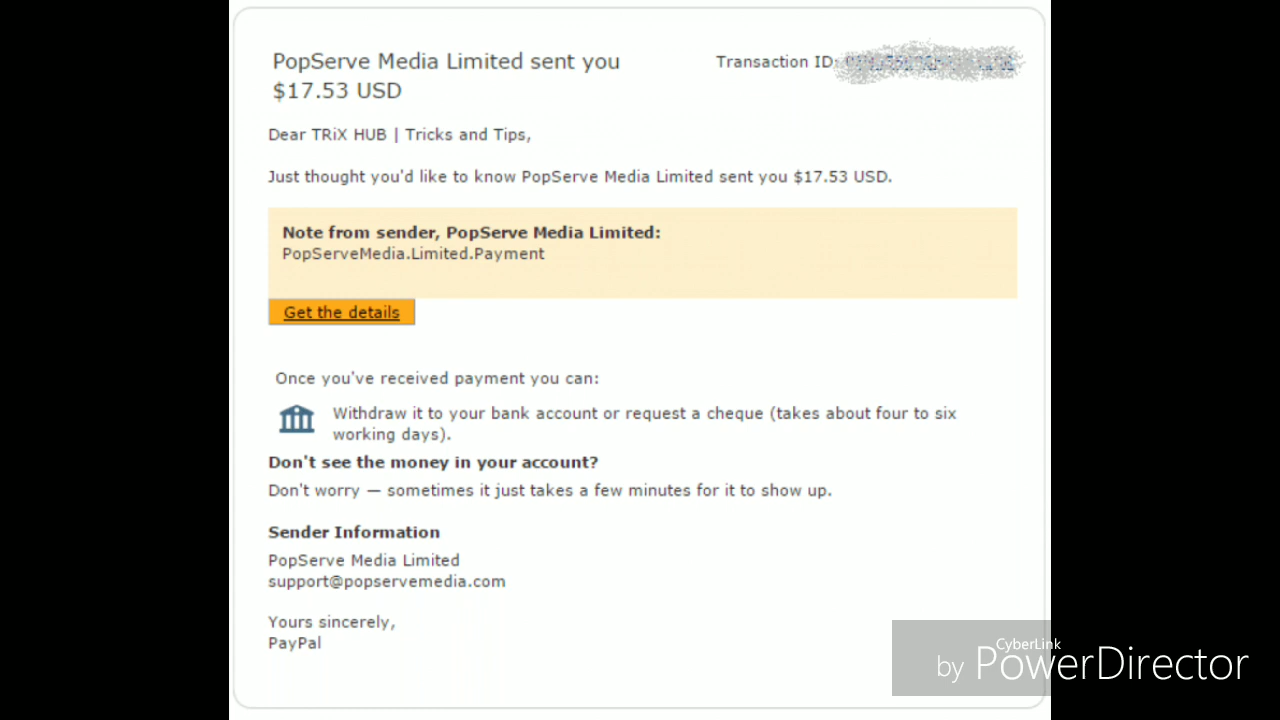 PopServe Media Limited sent you
$17.53 USD
Transaction ID:
Dear TRiX HUB | Tricks and Tips,
Just thought you'd like to know PopServe Media Limited sent you $17.53 USD.
Note from sender, PopServe Media Limited:
PopServeMedia.Limited.Payment
Get the details
Once you've received payment you can:
Withdraw it to your bank account or request a cheque (takes about four to six
working days).
Don't see the money in your account?
Don't worry — sometimes it just takes a few minutes for it to show up.
Sender Information
PopServe Media Limited
support@popservemedia.com
Yours sincerely,
PayPal
CyberLink
by PowerDirector